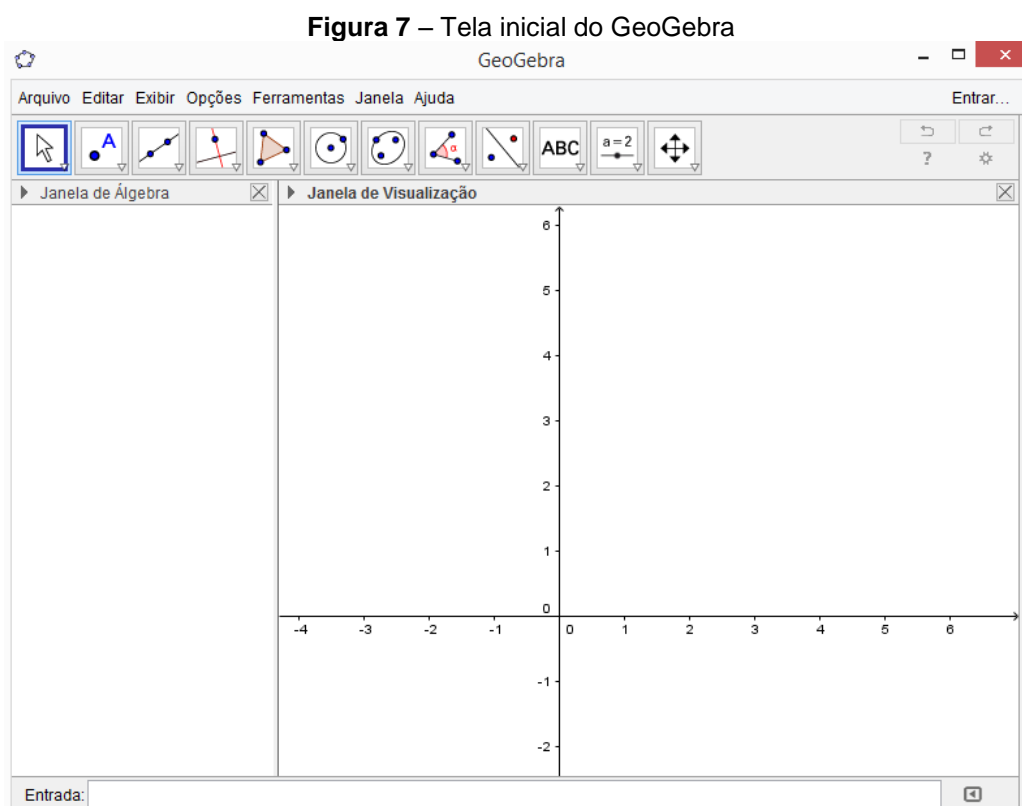 Figura 7 – Tela inicial do GeoGebra
GeoGebra
Arquivo Editar Exibir Opções Ferramentas Janela Ajuda Entrar...
A α ABC a=2 ?
Janela de Álgebra Janela de Visualização
6
5
4
3
2
1
0
-4 -3 -2 -1 0 1 2 3 4 5 6
-1
-2
Entrada: